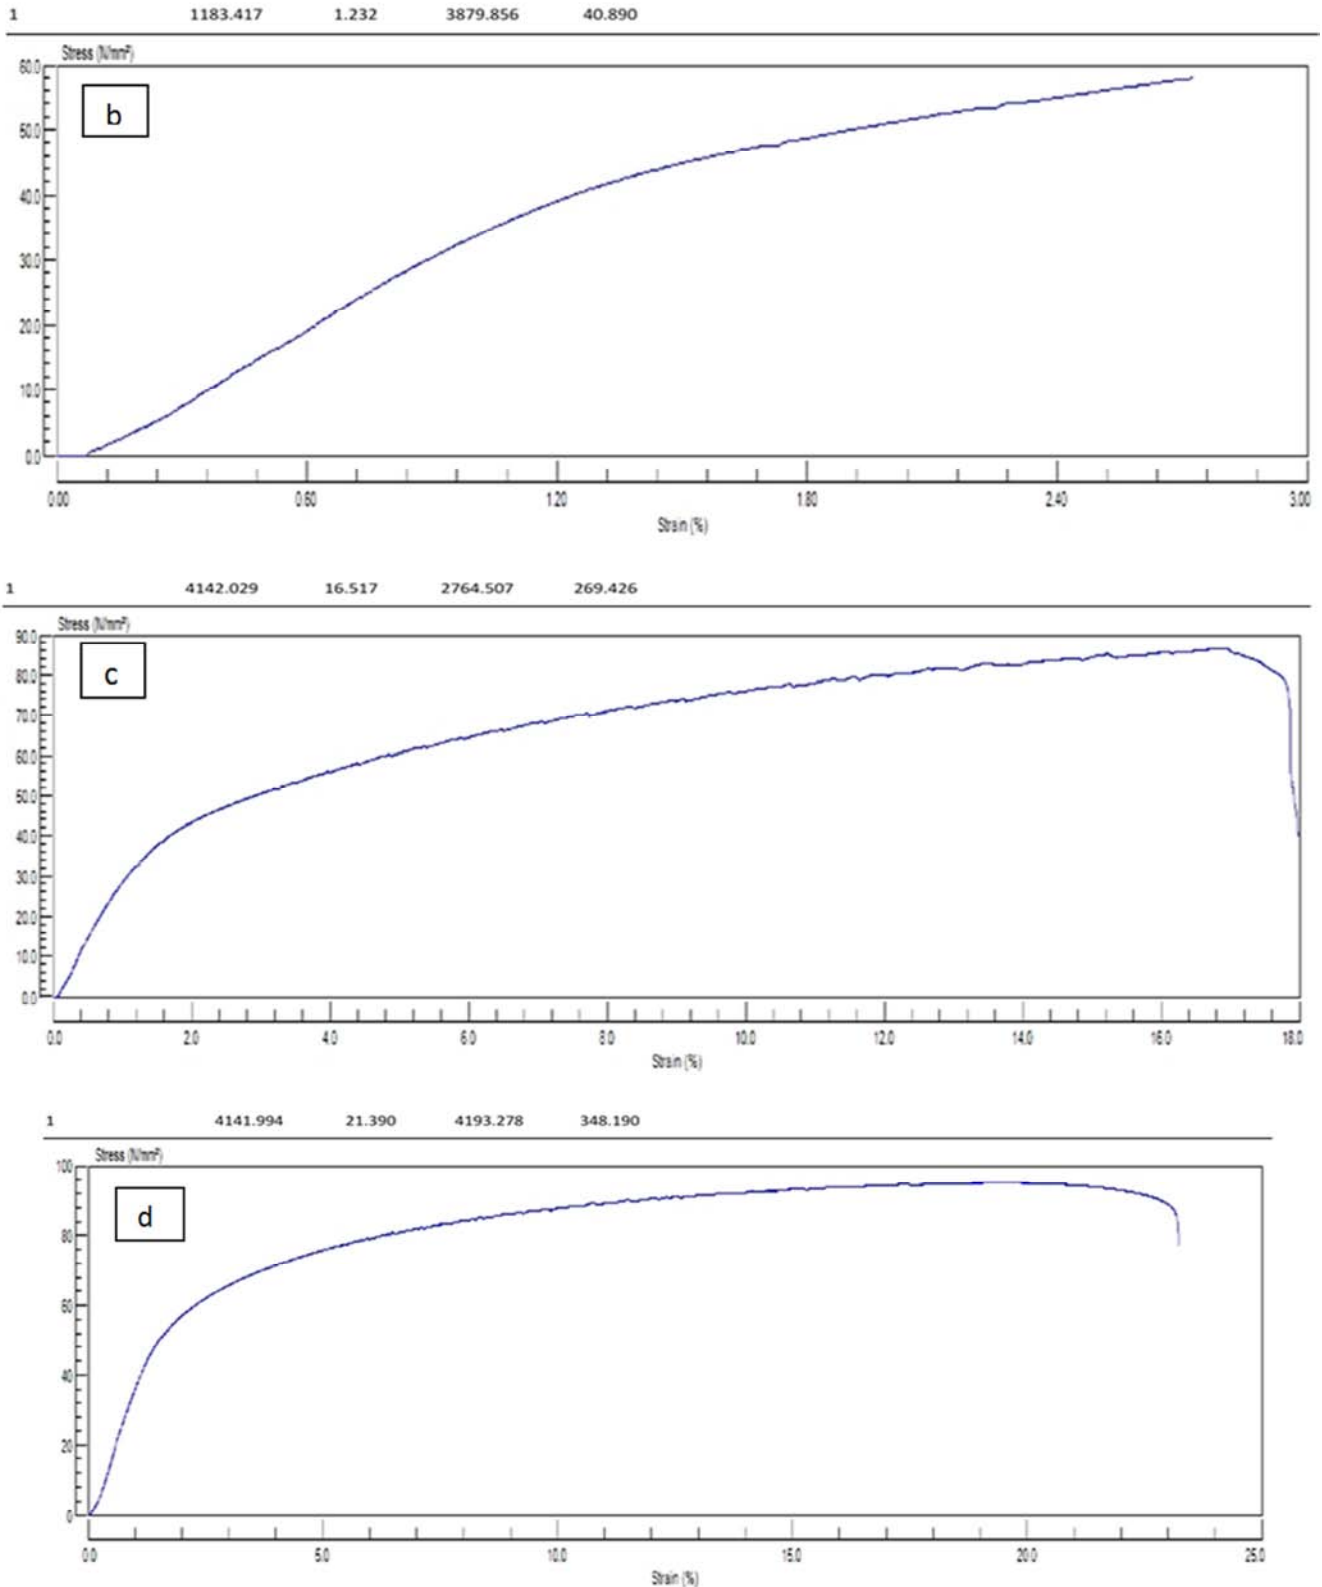 1 1183.417 1.232 3879.856 40.890
Stress (N/mm²)
60.0
b
50.0
40.0
30.0
20.0
10.0
0.0
0.00 0.60 1.20 1.80 2.40 3.00
Strain (%)
1 4142.029 16.517 2764.507 269.426
Stress (N/mm²)
90.0
c
80.0
70.0
60.0
50.0
40.0
30.0
20.0
10.0
0.0
0.0 2.0 4.0 6.0 8.0 10.0 12.0 14.0 16.0 18.0
Strain (%)
1 4141.994 21.390 4193.278 348.190
Stress (N/mm²)
100
d
80
60
40
20
0
0.0 5.0 10.0 15.0 20.0 25.0
Strain (%)